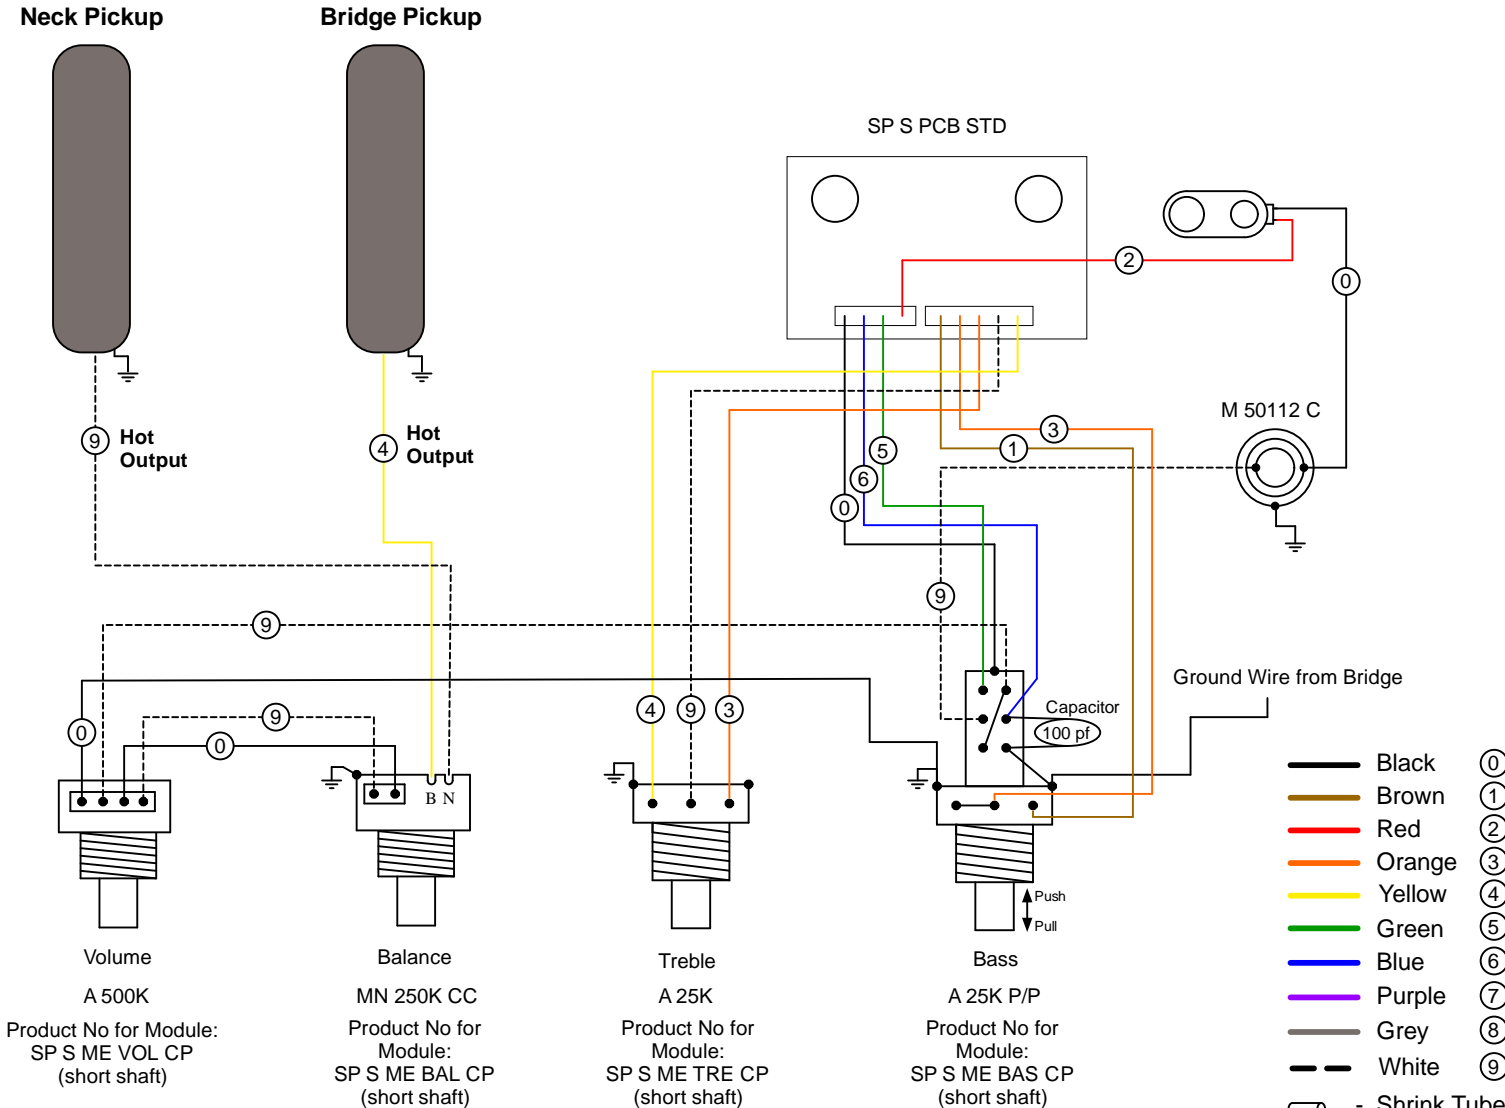 Neck Pickup
Bridge Pickup
SP S PCB STD
2
0
M 50112 C
9
Hot
Output
4
Hot
Output
3
1
5
6
0
9
9
Ground Wire from Bridge
Capacitor
100 pf
0
9
0
4
9
3
B N
Push
Pull
Volume
A 500K
Product No for Module:
SP S ME VOL CP
(short shaft)
Balance
MN 250K CC
Product No for
Module:
SP S ME BAL CP
(short shaft)
Treble
A 25K
Product No for
Module:
SP S ME TRE CP
(short shaft)
Bass
A 25K P/P
Product No for
Module:
SP S ME BAS CP
(short shaft)
Black 0
Brown 1
Red 2
Orange 3
Yellow 4
Green 5
Blue 6
Purple 7
Grey 8
White 9
- Shrink Tube